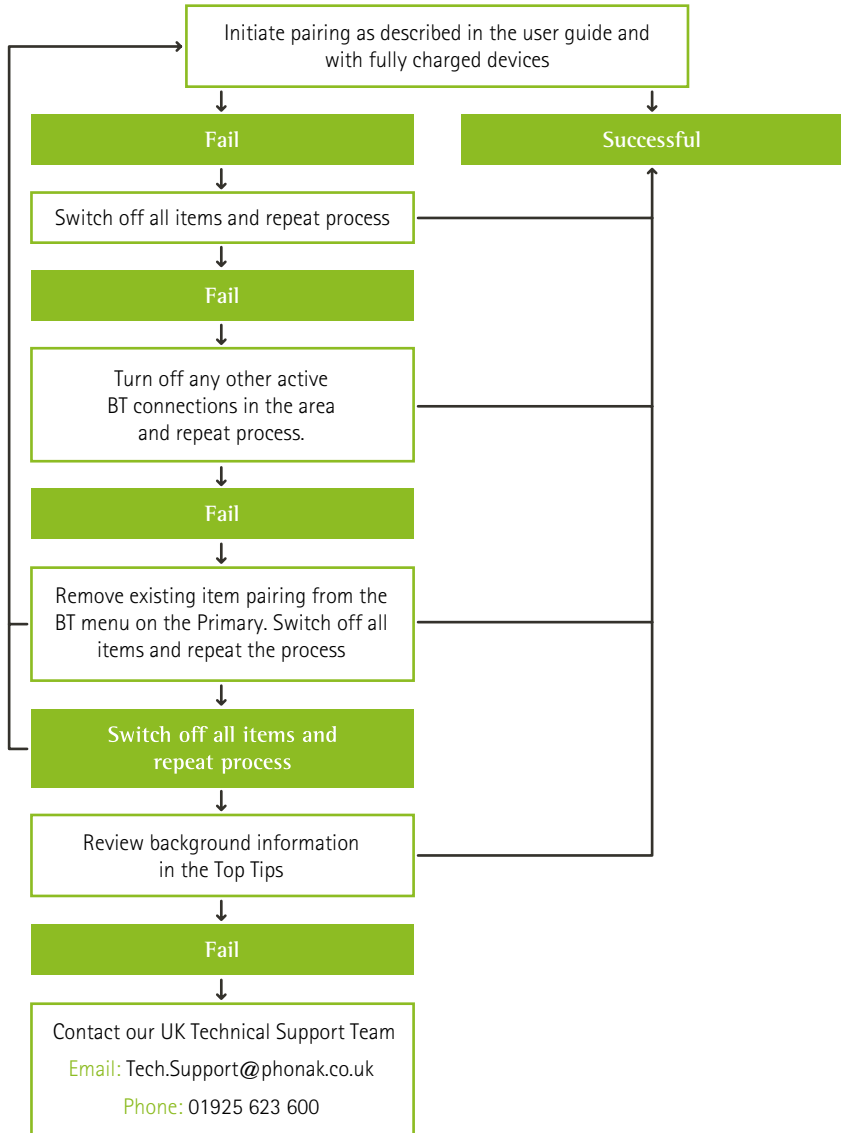 Initiate pairing as described in the user guide and
with fully charged devices
Fail
Successful
Switch off all items and repeat process
Fail
Turn off any other active
BT connections in the area
and repeat process.
Fail
Remove existing item pairing from the
BT menu on the Primary. Switch off all
items and repeat the process
Switch off all items and
repeat process
Review background information
in the Top Tips
Fail
Contact our UK Technical Support Team
Email: Tech.Support@phonak.co.uk
Phone: 01925 623 600